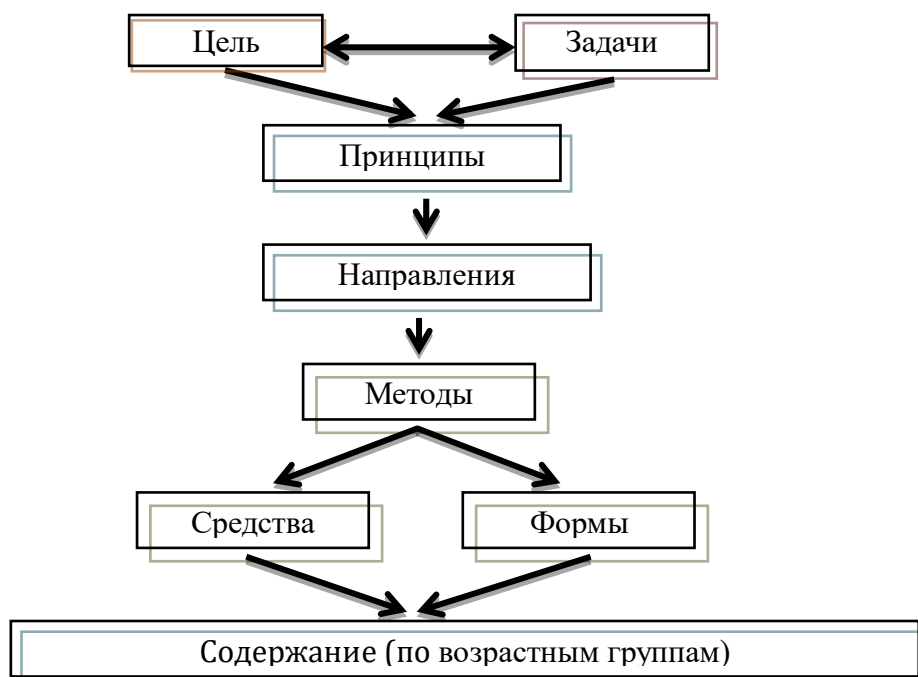 Цель
Задачи
Принципы
Направления
Методы
Средства
Формы
Содержание (по возрастным группам)